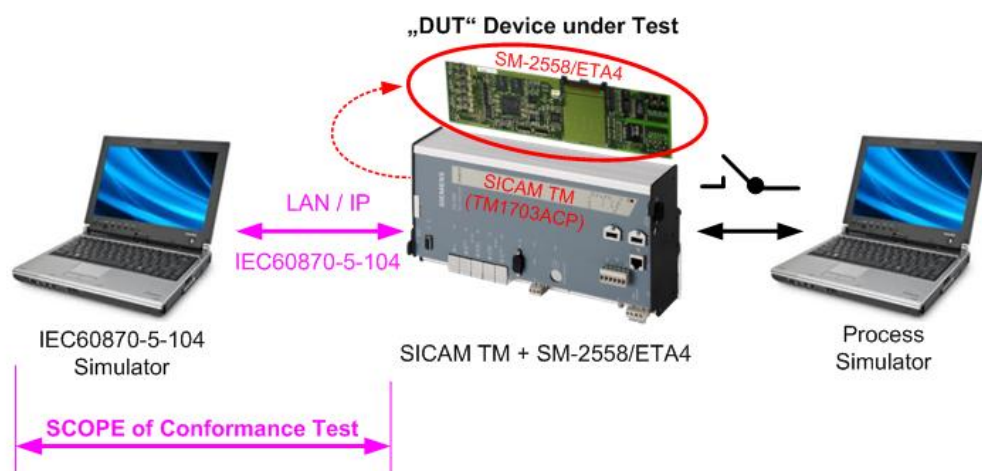 „DUT“ Device under Test
SM-2558/ETA4
SIEMENS
SICAM TM
(TM1703ACP)
LAN / IP
IEC60870-5-104
IEC60870-5-104
Simulator
SICAM TM + SM-2558/ETA4
Process
Simulator
SCOPE of Conformance Test